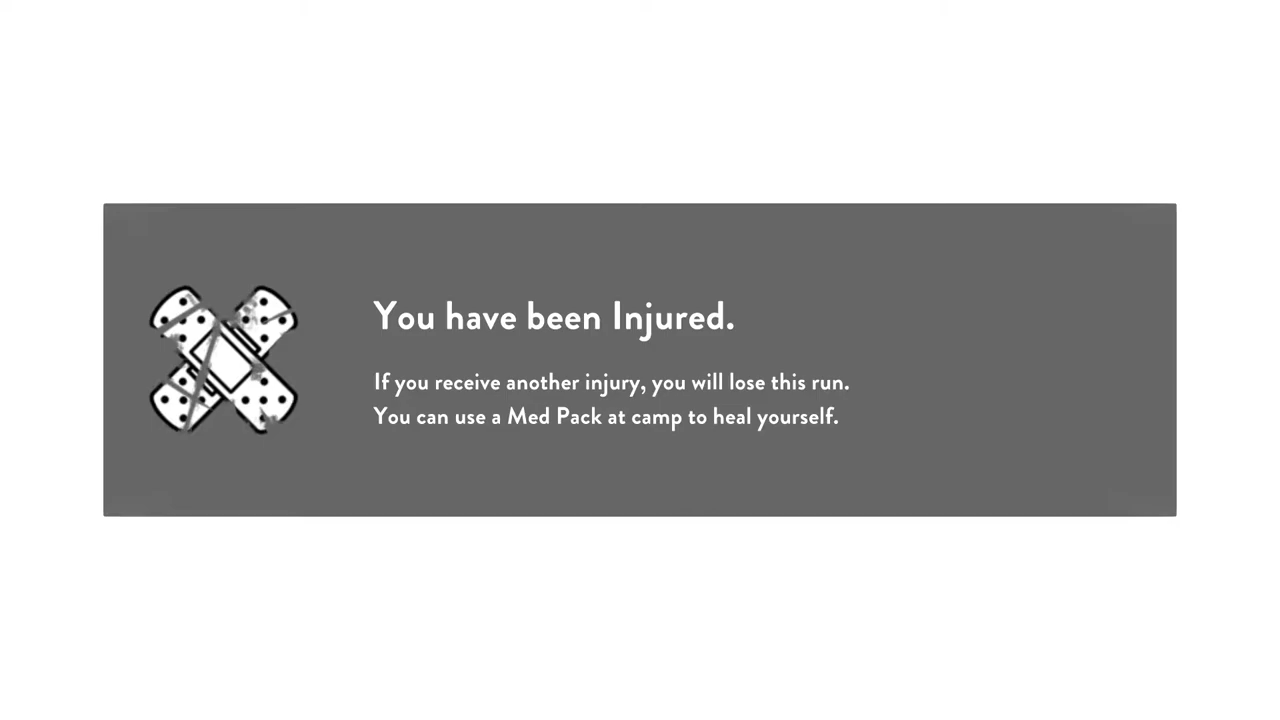 You have been Injured.
If you receive another injury, you will lose this run.
You can use a Med Pack at camp to heal yourself.